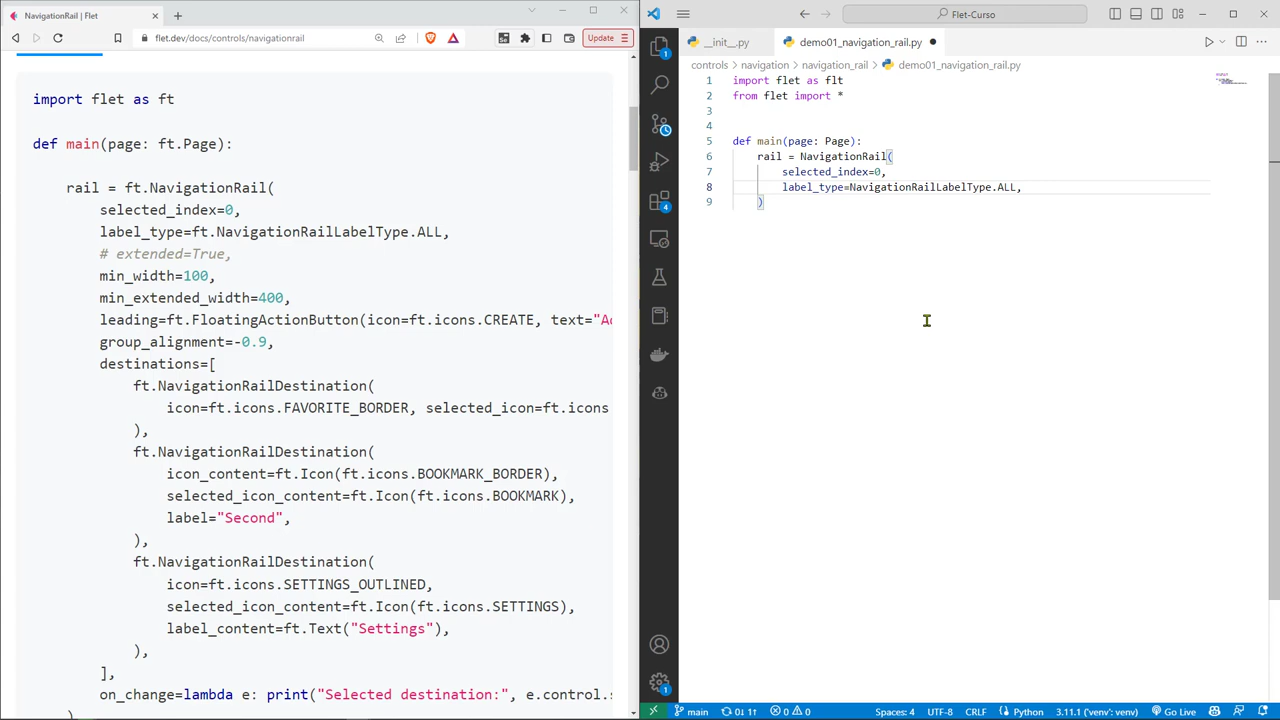 NavigationRail | Flet
flet.dev/docs/controls/navigationrail
Update
import flet as ft
def main(page: ft.Page):
rail = ft.NavigationRail(
selected_index=0,
label_type=ft.NavigationRailLabelType.ALL,
# extended=True,
min_width=100,
min_extended_width=400,
leading=ft.FloatingActionButton(icon=ft.icons.CREATE, text="A
group_alignment=-0.9,
destinations=[
ft.NavigationRailDestination(
icon=ft.icons.FAVORITE_BORDER, selected_icon=ft.icons
),
ft.NavigationRailDestination(
icon_content=ft.Icon(ft.icons.BOOKMARK_BORDER),
selected_icon_content=ft.Icon(ft.icons.BOOKMARK),
label="Second",
),
ft.NavigationRailDestination(
icon=ft.icons.SETTINGS_OUTLINED,
selected_icon_content=ft.Icon(ft.icons.SETTINGS),
label_content=ft.Text("Settings"),
),
],
on_change=lambda e: print("Selected destination:", e.control.s
)
Flet-Curso
__init__.py
demo01_navigation_rail.py
controls > navigation > navigation_rail > demo01_navigation_rail.py
1 import flet as flt
2 from flet import *
3
4
5 def main(page: Page):
6 rail = NavigationRail(
7 selected_index=0,
8 label_type=NavigationRailLabelType.ALL,
9 )
1
4
1
main 0↓ 1↑ 0 0 Spaces: 4 UTF-8 CRLF Python 3.11.1 ('venv': venv) Go Live